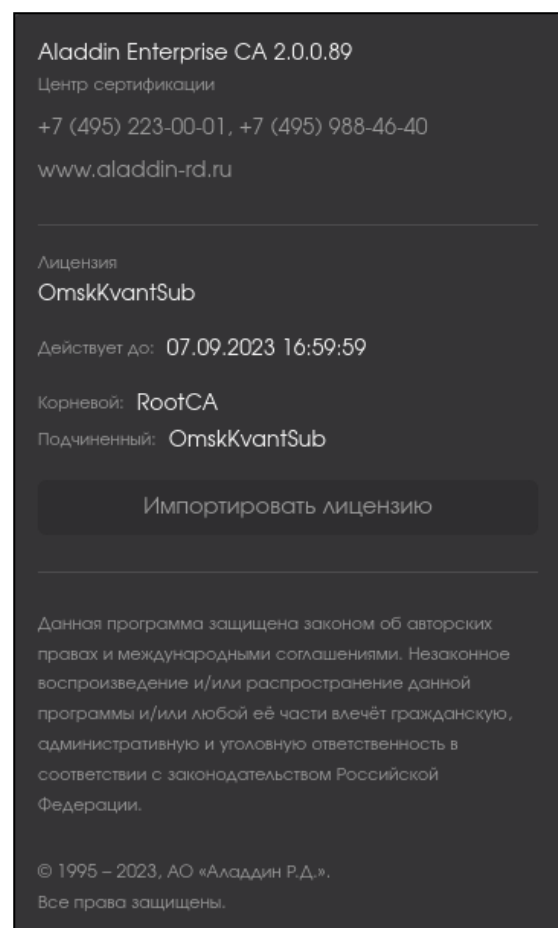 Aladdin Enterprise CA 2.0.0.89
Центр сертификации
+7 (495) 223-00-01, +7 (495) 988-46-40
www.aladdin-rd.ru
Лицензия
OmskKvantSub
Действует до: 07.09.2023 16:59:59
Корневой: RootCA
Подчиненный: OmskKvantSub
Импортировать лицензию
Данная программа защищена законом об авторских
правах и международными соглашениями. Незаконное
воспроизведение и/или распространение данной
программы и/или любой её части влечёт гражданскую,
административную и уголовную ответственность в
соответствии с законодательством Российской
Федерации.
© 1995 – 2023, АО «Аладдин Р.Д.».
Все права защищены.